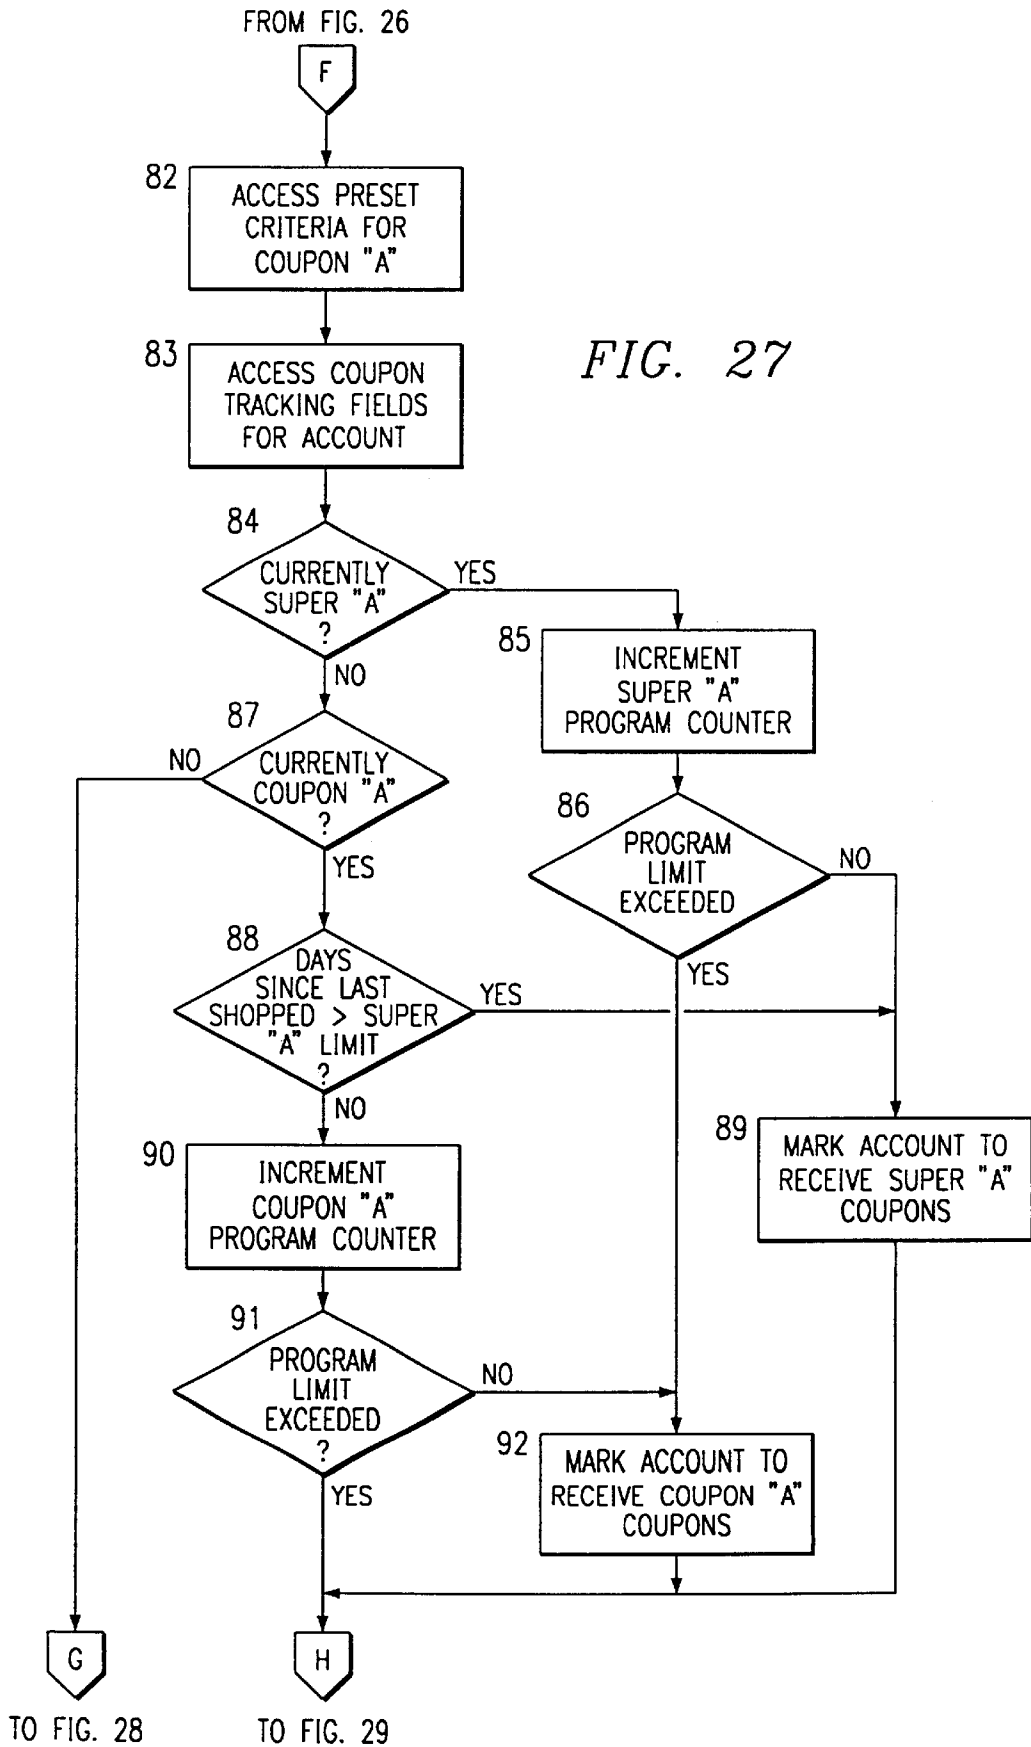 FROM FIG. 26
F
82
ACCESS PRESET
CRITERIA FOR
COUPON "A"
83
ACCESS COUPON
TRACKING FIELDS
FOR ACCOUNT
FIG. 27
84
CURRENTLY
SUPER "A"
?
YES
NO
85
INCREMENT
SUPER "A"
PROGRAM COUNTER
87
CURRENTLY
COUPON "A"
?
NO
YES
86
PROGRAM
LIMIT
EXCEEDED
NO
YES
88
DAYS
SINCE LAST
SHOPPED > SUPER
"A" LIMIT
?
YES
NO
89
MARK ACCOUNT TO
RECEIVE SUPER "A"
COUPONS
90
INCREMENT
COUPON "A"
PROGRAM COUNTER
91
PROGRAM
LIMIT
EXCEEDED
?
NO
YES
92
MARK ACCOUNT TO
RECEIVE COUPON "A"
COUPONS
G
H
TO FIG. 28
TO FIG. 29